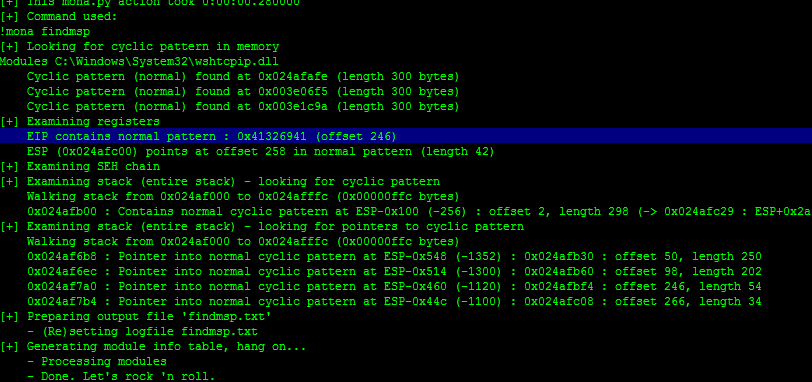 [+] This mona.py action took 0:00:00.280000
[+] Command used:
!mona findmsp
[+] Looking for cyclic pattern in memory
Modules C:\Windows\System32\wshtcpip.dll
Cyclic pattern (normal) found at 0x024afafe (length 300 bytes)
Cyclic pattern (normal) found at 0x003e06f5 (length 300 bytes)
Cyclic pattern (normal) found at 0x003e1c9a (length 300 bytes)
[+] Examining registers
EIP contains normal pattern : 0x41326941 (offset 246)
ESP (0x024afc00) points at offset 258 in normal pattern (length 42)
[+] Examining SEH chain
[+] Examining stack (entire stack) - looking for cyclic pattern
Walking stack from 0x024af000 to 0x024afffc (0x00000ffc bytes)
0x024afb00 : Contains normal cyclic pattern at ESP-0x100 (-256) : offset 2, length 298 (-> 0x024afc29 : ESP+0x2a
[+] Examining stack (entire stack) - looking for pointers to cyclic pattern
Walking stack from 0x024af000 to 0x024afffc (0x00000ffc bytes)
0x024af6b8 : Pointer into normal cyclic pattern at ESP-0x548 (-1352) : 0x024afb30 : offset 50, length 250
0x024af6ec : Pointer into normal cyclic pattern at ESP-0x514 (-1300) : 0x024afb60 : offset 98, length 202
0x024af7a0 : Pointer into normal cyclic pattern at ESP-0x460 (-1120) : 0x024afbf4 : offset 246, length 54
0x024af7b4 : Pointer into normal cyclic pattern at ESP-0x44c (-1100) : 0x024afc08 : offset 266, length 34
[+] Preparing output file 'findmsp.txt'
- (Re)setting logfile findmsp.txt
[+] Generating module info table, hang on...
- Processing modules
- Done. Let's rock 'n roll.